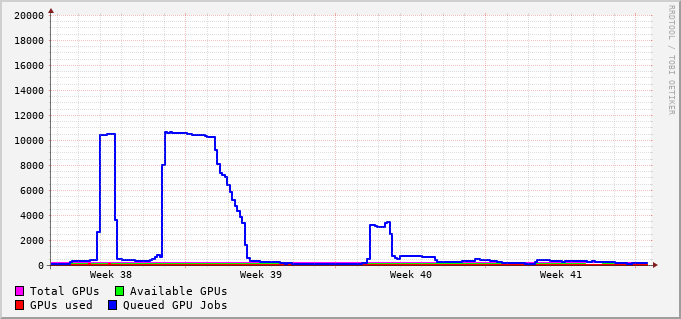 20000
18000
16000
14000
12000
10000
8000
6000
4000
2000
0
Week 38 Week 39 Week 40 Week 41
Total GPUs Available GPUs
GPUs used Queued GPU Jobs
RRDTOOL / TOBI OETIKER